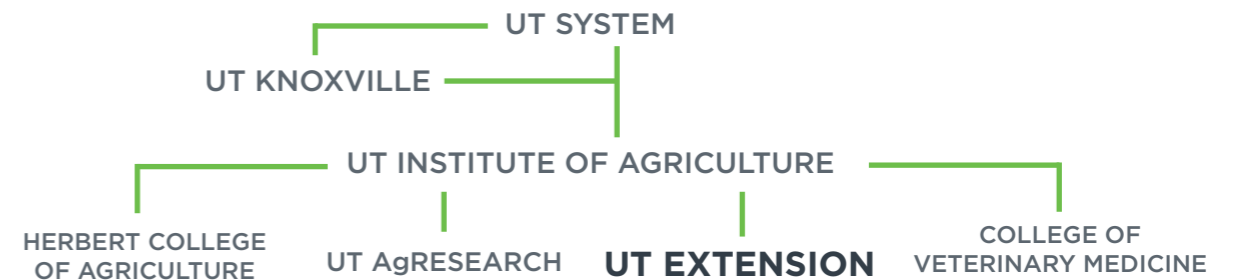 UT SYSTEM
UT KNOXVILLE
UT INSTITUTE OF AGRICULTURE
HERBERT COLLEGE
OF AGRICULTURE
UT AgRESEARCH
UT EXTENSION
COLLEGE OF
VETERINARY MEDICINE